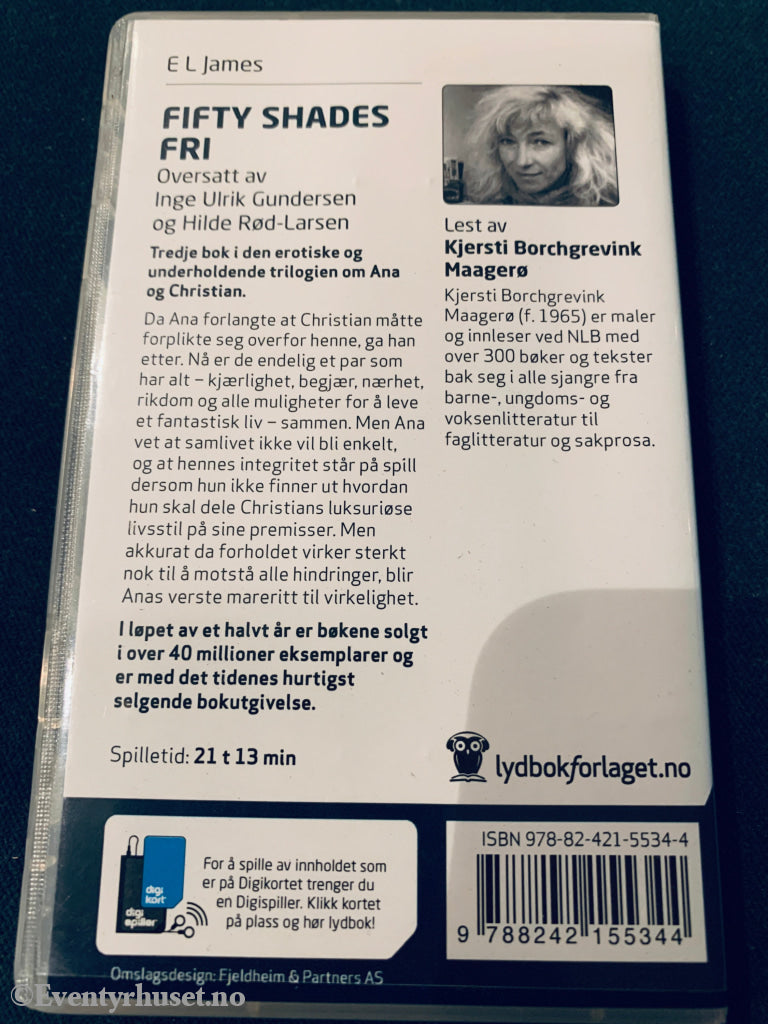 E L James
FIFTY SHADES
FRI
Oversatt av
Inge Ulrik Gundersen
og Hilde Rød-Larsen
Tredje bok i den erotiske og
underholdende trilogien om Ana
og Christian.
Da Ana forlangte at Christian måtte
forplikte seg overfor henne, ga han
etter. Nå er de endelig et par som
har alt – kjærlighet, begjær, nærhet,
rikdom og alle muligheter for å leve
et fantastisk liv – sammen. Men Ana
vet at samlivet ikke vil bli enkelt,
og at hennes integritet står på spill
dersom hun ikke finner ut hvordan
hun skal dele Christians luksuriøse
livsstil på sine premisser. Men
akkurat da forholdet virker sterkt
nok til å motstå alle hindringer, blir
Anas verste mareritt til virkelighet.
I løpet av et halvt år er bøkene solgt
i over 40 millioner eksemplarer og
er med det tidenes hurtigst
selgende bokutgivelse.
Spilletid: 21 t 13 min
Lest av
Kjersti Borchgrevink
Maagerø
Kjersti Borchgrevink
Maagerø (f. 1965) er maler
og innleser ved NLB med
over 300 bøker og tekster
bak seg i alle sjangre fra
barne-, ungdoms- og
voksenlitteratur til
faglitteratur og sakprosa.
lydbokforlaget.no
digi
kort
digi
spiller
For å spille av innholdet som
er på Digikortet trenger du
en Digispiller. Klikk kortet
på plass og hør lydbok!
ISBN 978-82-421-5534-4
9 788242 155344
Omslagsdesign: Fjeldheim & Partners AS
©Eventyrhuset.no